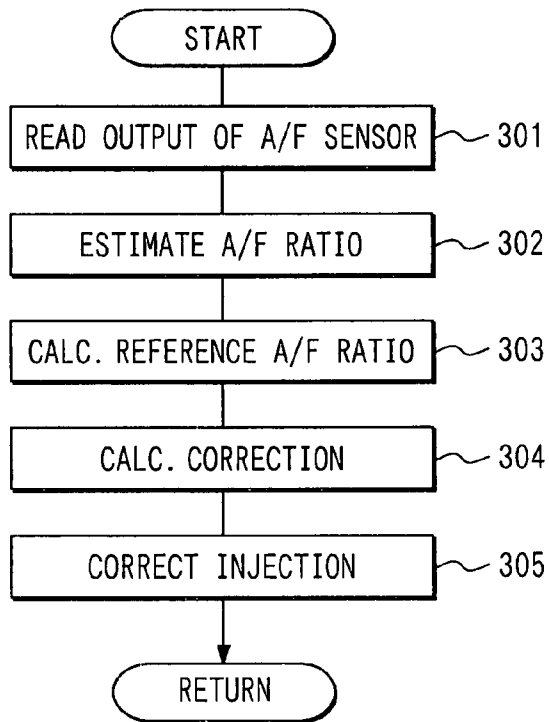 START
READ OUTPUT OF A/F SENSOR 301
ESTIMATE A/F RATIO 302
CALC. REFERENCE A/F RATIO 303
CALC. CORRECTION 304
CORRECT INJECTION 305
RETURN